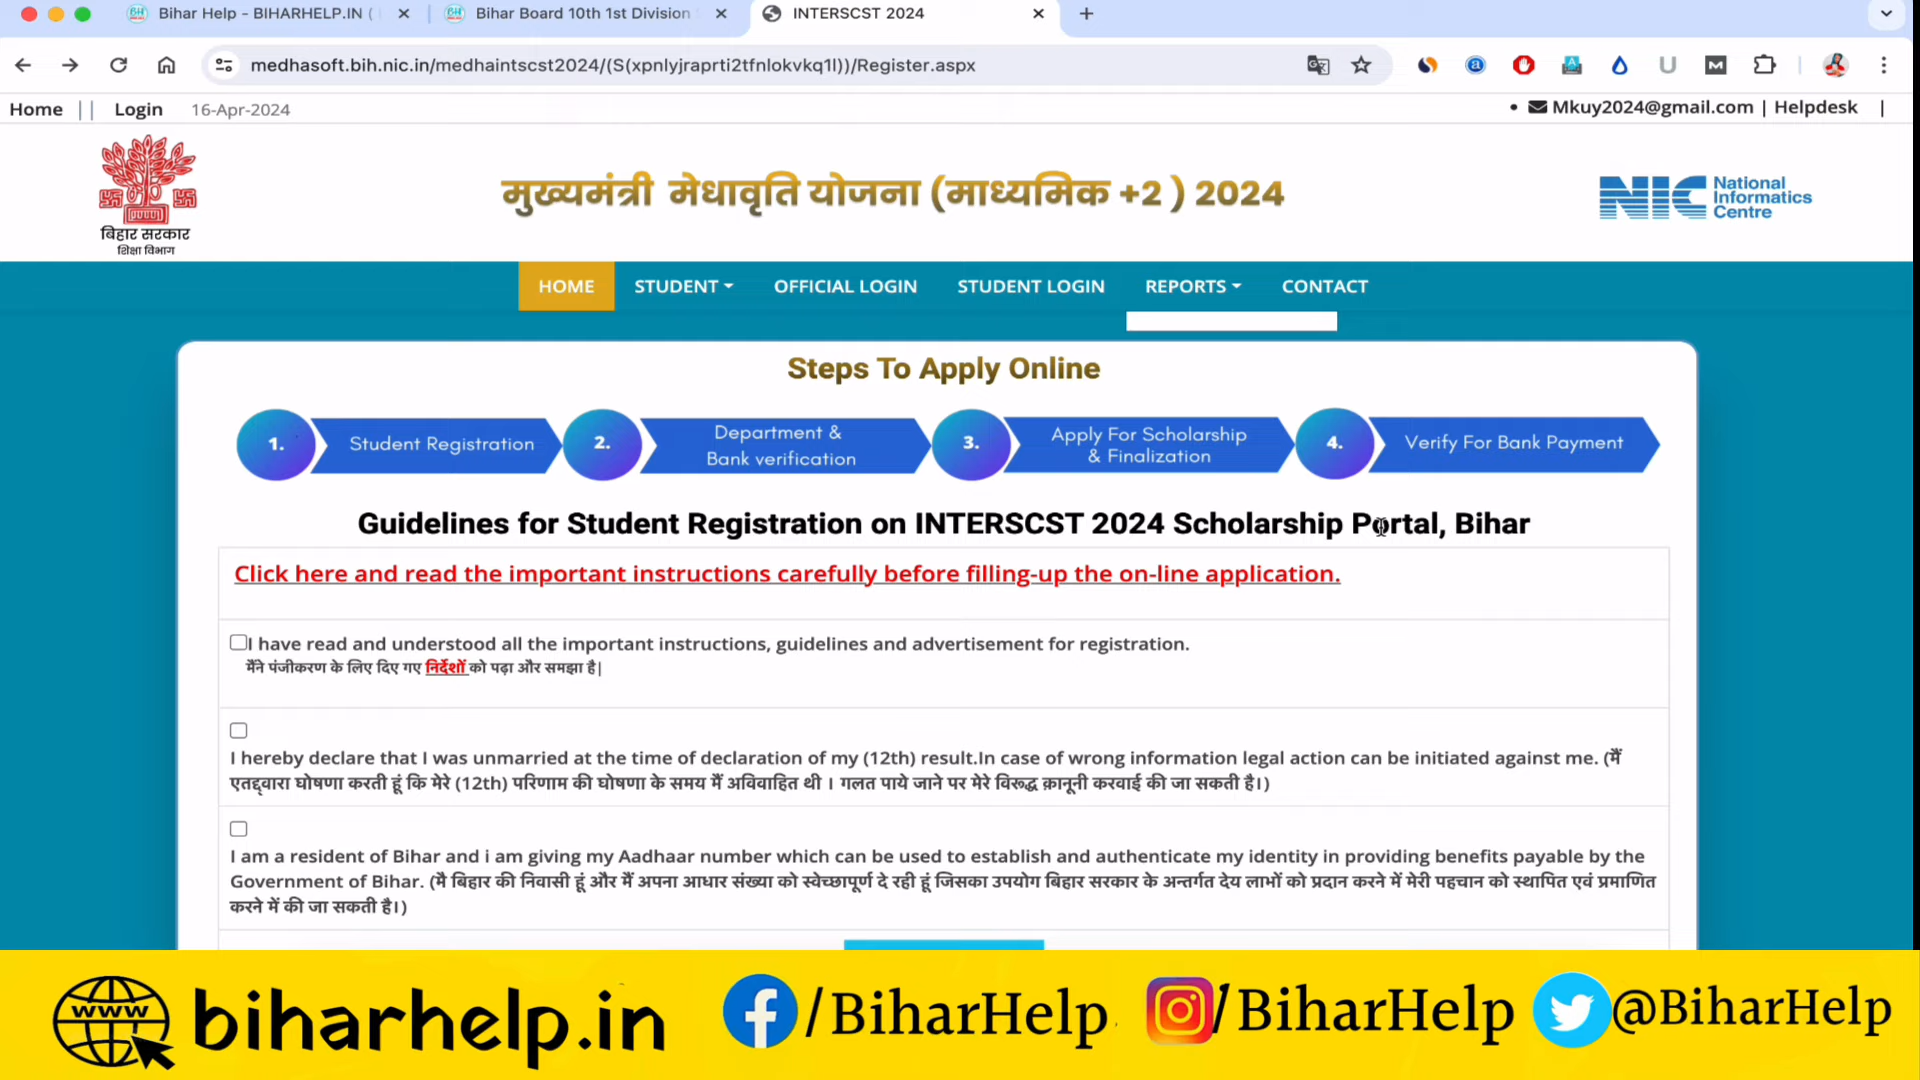 Bihar Help - BIHARHELP.IN (
Bihar Board 10th 1st Division
INTERSCST 2024
medhasoft.bih.nic.in/medhaintscst2024/(S(xpnlyjraprti2tfnlokvkq1l))/Register.aspx
Home || Login 16-Apr-2024
Mkuy2024@gmail.com | Helpdesk |
बिहार सरकार
शिक्षा विभाग
मुख्यमंत्री मेधावृति योजना (माध्यमिक +2 ) 2024
NIC National
Informatics
Centre
HOME STUDENT OFFICIAL LOGIN STUDENT LOGIN REPORTS CONTACT
Steps To Apply Online
1. Student Registration
2. Department &
Bank verification
3. Apply For Scholarship
& Finalization
4. Verify For Bank Payment
Guidelines for Student Registration on INTERSCST 2024 Scholarship Portal, Bihar
Click here and read the important instructions carefully before filling-up the on-line application.
I have read and understood all the important instructions, guidelines and advertisement for registration.
मैंने पंजीकरण के लिए दिए गए निर्देशों को पढ़ा और समझा है|
I hereby declare that I was unmarried at the time of declaration of my (12th) result.In case of wrong information legal action can be initiated against me. (मैं
एतद्द्वारा घोषणा करती हूं कि मेरे (12th) परिणाम की घोषणा के समय मैं अविवाहित थी । गलत पाये जाने पर मेरे विरूद्ध क़ानूनी करवाई की जा सकती है।)
I am a resident of Bihar and i am giving my Aadhaar number which can be used to establish and authenticate my identity in providing benefits payable by the
Government of Bihar. (मै बिहार की निवासी हूं और मैं अपना आधार संख्या को स्वेच्छापूर्ण दे रही हूं जिसका उपयोग बिहार सरकार के अन्तर्गत देय लाभों को प्रदान करने में मेरी पहचान को स्थापित एवं प्रमाणित
करने में की जा सकती है।)
www biharhelp.in /BiharHelp /BiharHelp @BiharHelp